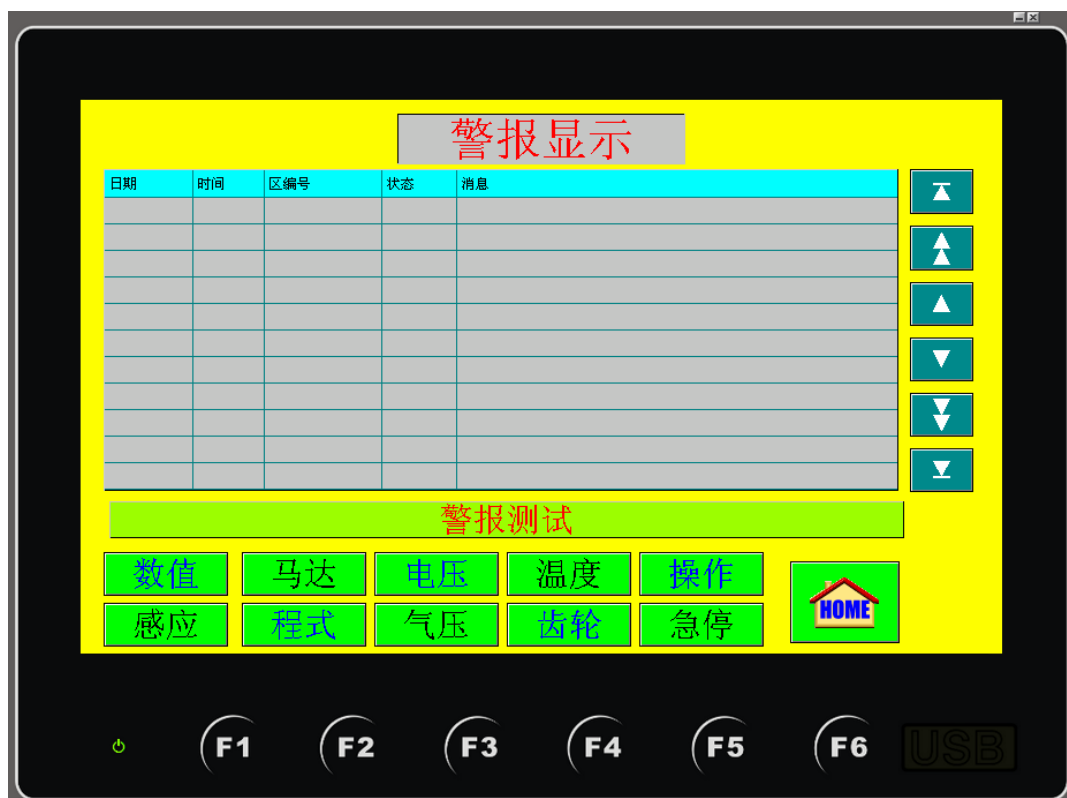 警报显示
日期 时间 区编号 状态 消息
警报测试
数值 马达 电压 温度 操作
感应 程式 气压 齿轮 急停
HOME
F1 F2 F3 F4 F5 F6 USB